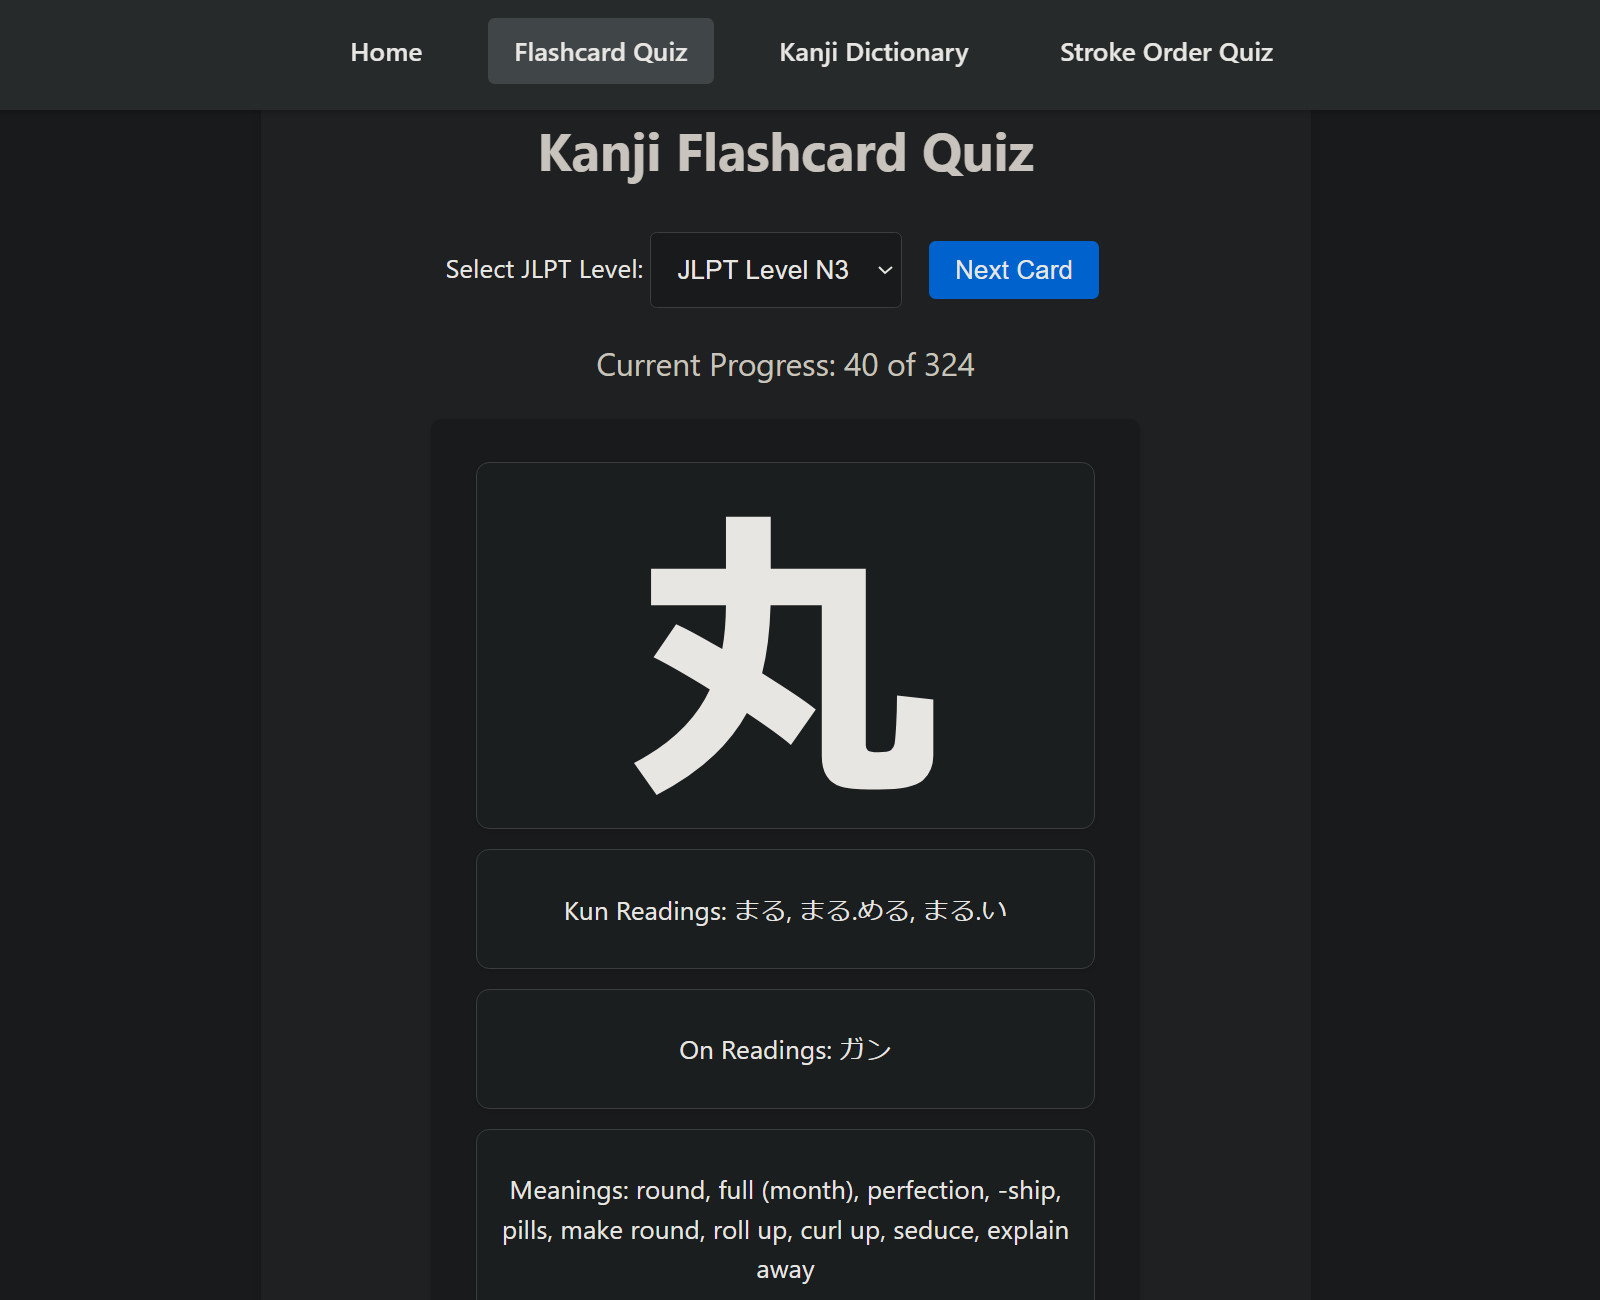 Home Flashcard Quiz Kanji Dictionary Stroke Order Quiz
Kanji Flashcard Quiz
Select JLPT Level: JLPT Level N3 Next Card
Current Progress: 40 of 324
丸
Kun Readings: まる, まる.める, まる.い
On Readings: ガン
Meanings: round, full (month), perfection, -ship,
pills, make round, roll up, curl up, seduce, explain
away